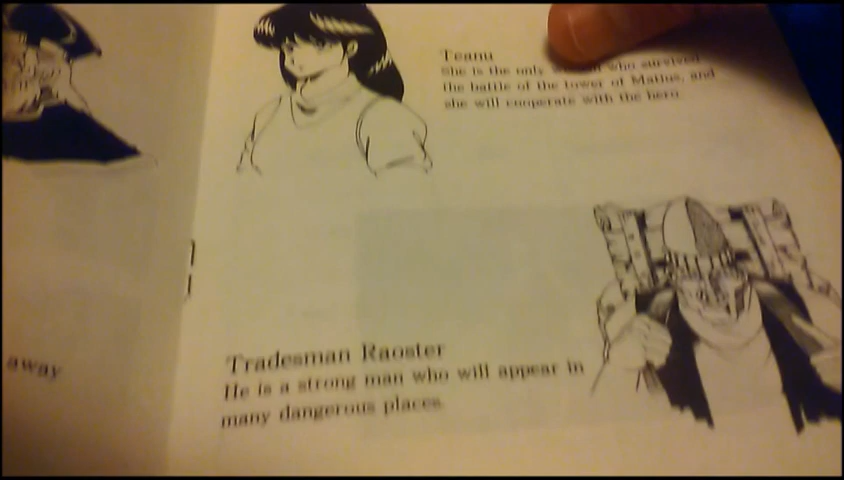 away
Teanu
She is the only who survived
the battle of the tower of Matius, and
she will cooperate with the hero.
Tradesman Raoster
He is a strong man who will appear in
many dangerous places.